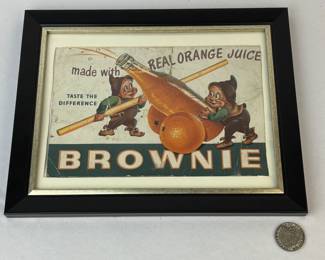 made with REAL ORANGE JUICE
TASTE THE
DIFFERENCE
BROWNIE